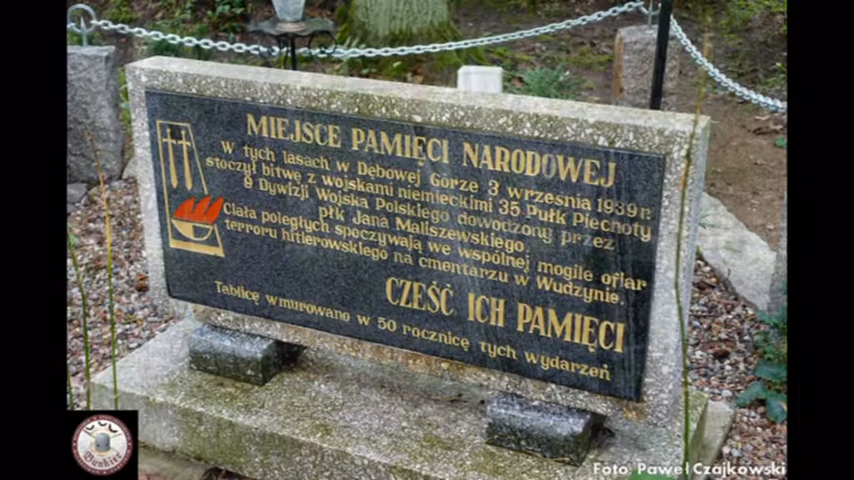 MIEJSCE PAMIĘCI NARODOWEJ
W tych lasach w Dębowej Górze 3 września 1939 r.
stoczył bitwę z wojskami niemieckimi 35 Pułk Piechoty
9 Dywizji Wojska Polskiego dowodzony przez
płk Jana Maliszewskiego.
Ciała poległych spoczywają we wspólnej mogile ofiar
terroru hitlerowskiego na cmentarzu w Wudzynie.
CZEŚĆ ICH PAMIĘCI
Tablicę wmurowano w 50 rocznicę tych wydarzeń
Bunkier
Foto: Paweł Czajkowski